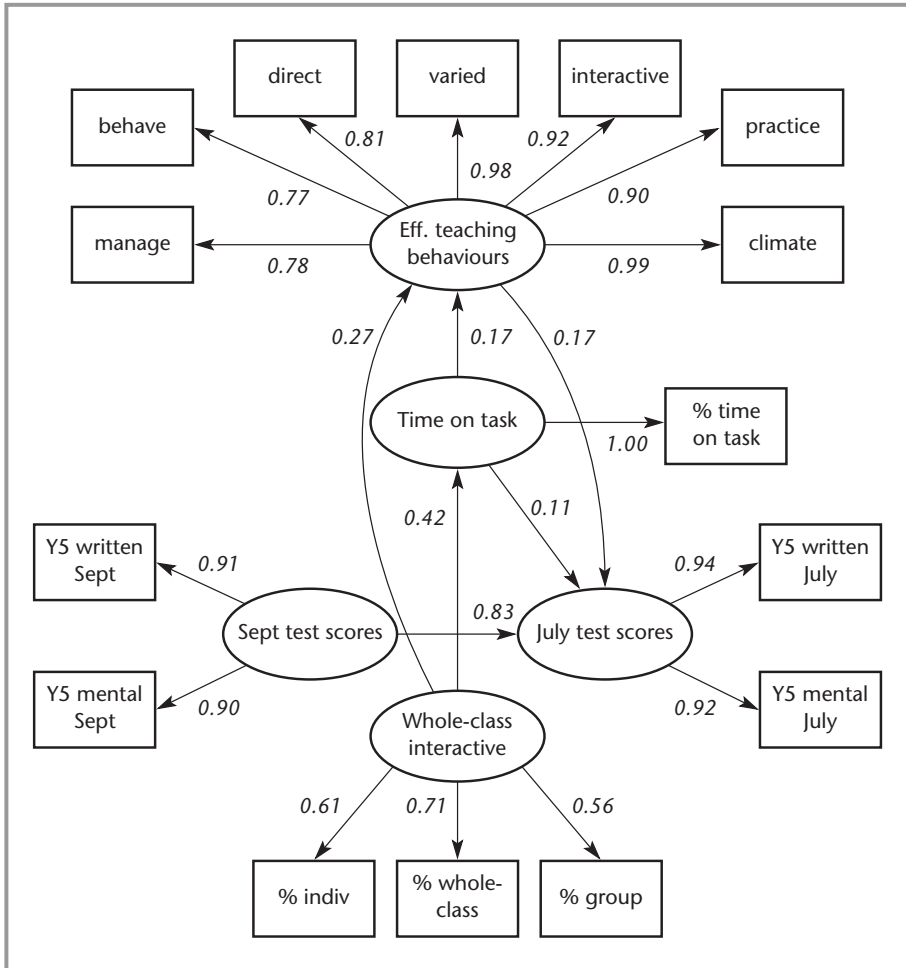 direct
varied
interactive
behave
practice
0.81
0.92
0.98
0.77
0.90
manage
Eff. teaching
behaviours
climate
0.78
0.99
0.27
0.17
0.17
Time on task
% time
on task
1.00
0.42
0.11
Y5 written
Sept
0.91
0.94
Y5 written
July
Sept test scores
0.83
July test scores
Y5 mental
Sept
0.90
0.92
Y5 mental
July
Whole-class
interactive
0.61
0.71
0.56
% indiv
% whole-
class
% group